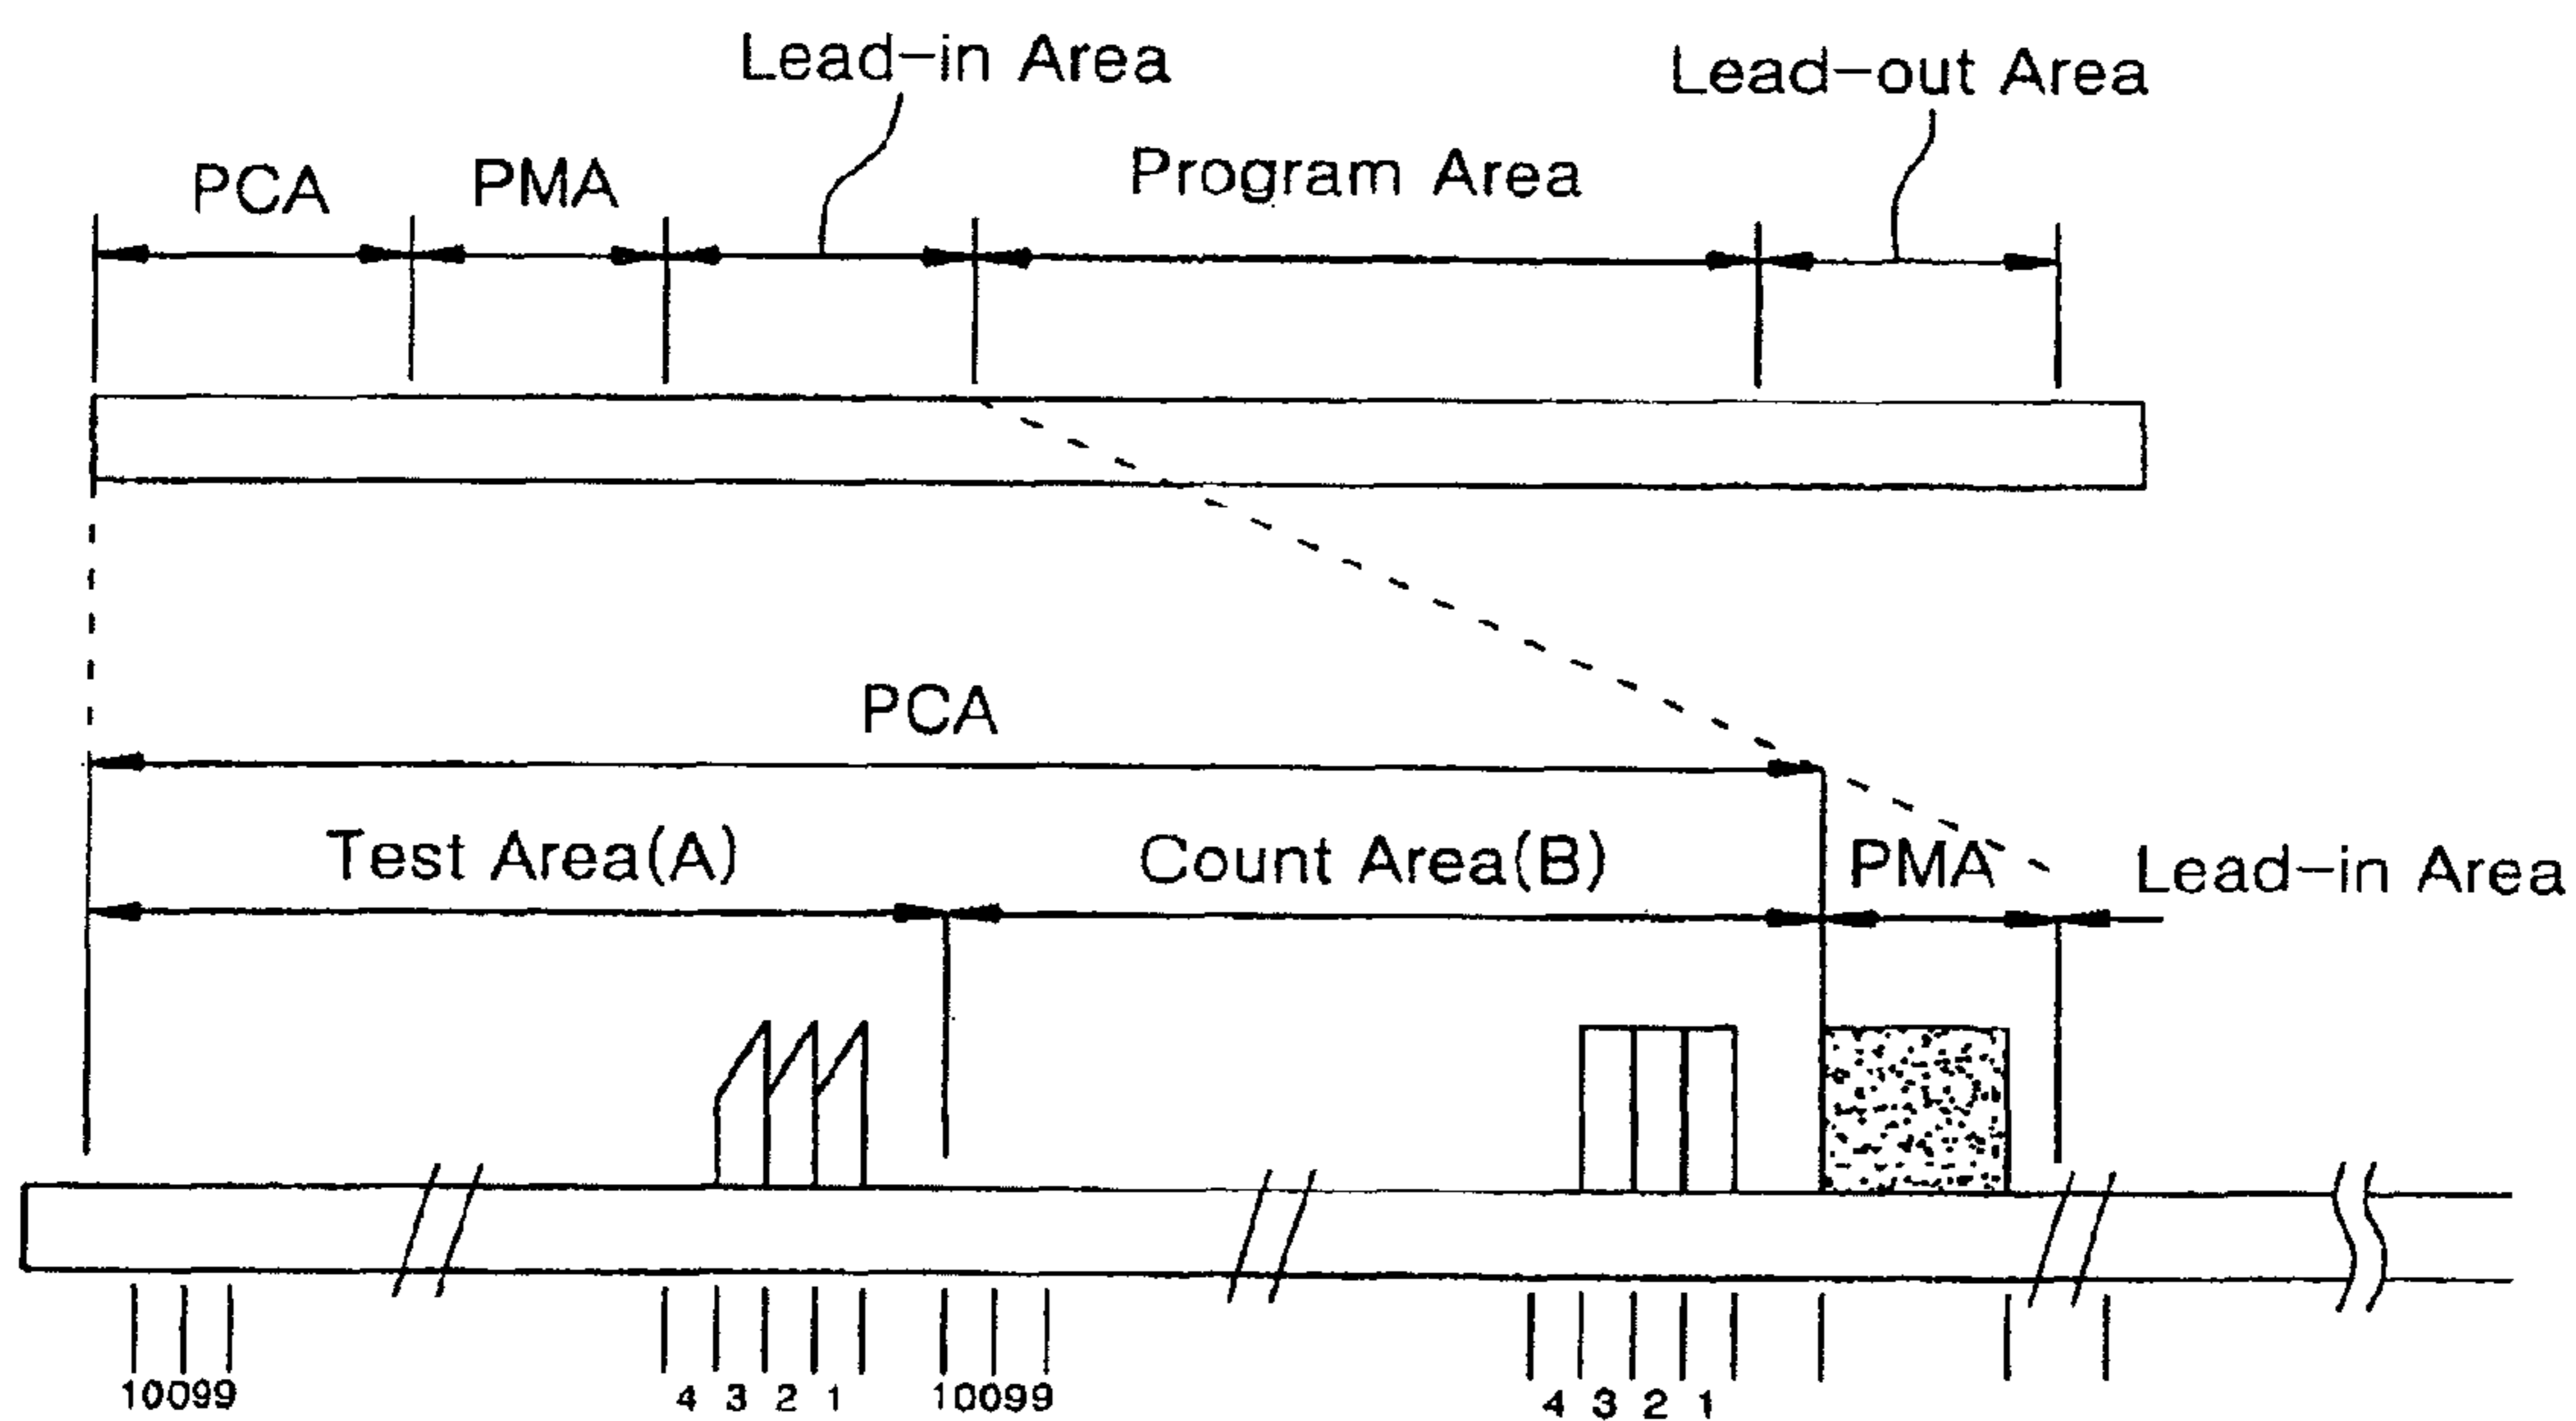 Lead-in Area
Lead-out Area
PCA
PMA
Program Area
PCA
Test Area(A)
Count Area(B)
PMA
Lead-in Area
10099
4 3 2 1
10099
4 3 2 1